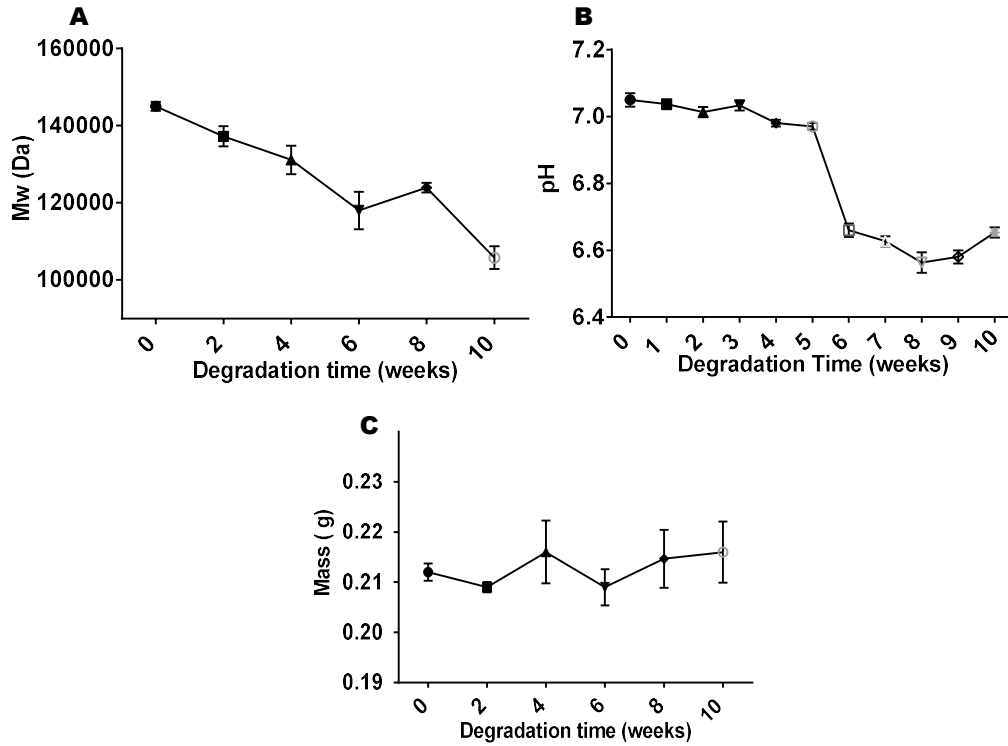 A
160000
140000
120000
100000
Mw (Da)
0 2 4 6 8 10
Degradation time (weeks)
B
7.2
7.0
6.8
6.6
6.4
pH
0 1 2 3 4 5 6 7 8 9 10
Degradation Time (weeks)
C
0.23
0.22
0.21
0.20
0.19
Mass ( g)
0 2 4 6 8 10
Degradation time (weeks)